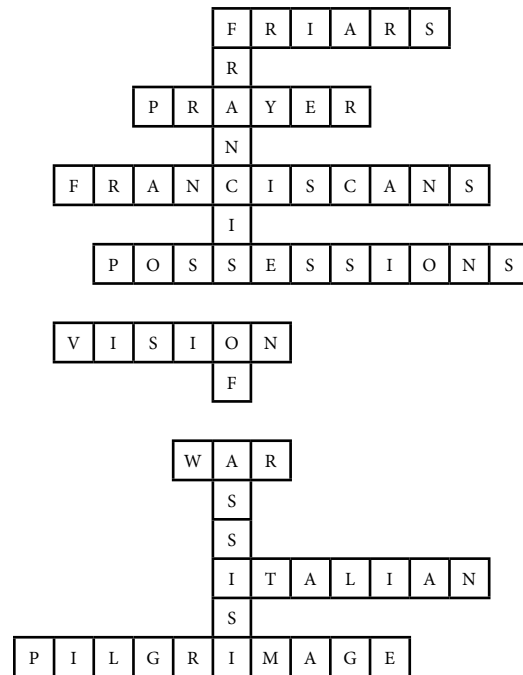 F R I A R S
R
P R A Y E R
N
F R A N C I S C A N S
I
P O S S E S S I O N S
V I S I O N
F
W A R
S
S
I T A L I A N
S
P I L G R I M A G E